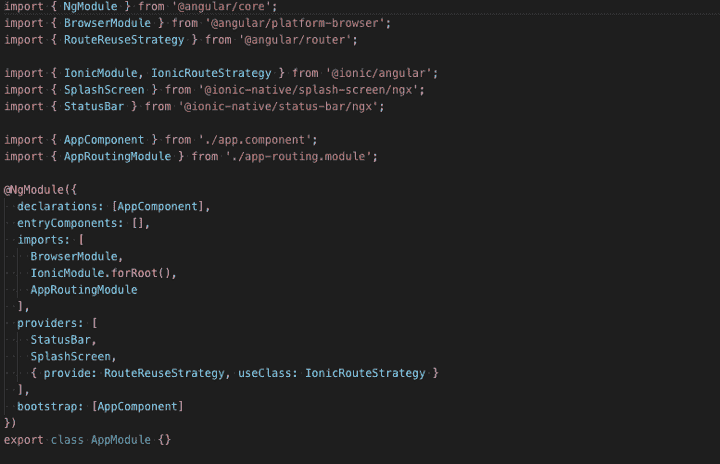 import { NgModule } from '@angular/core';
import { BrowserModule } from '@angular/platform-browser';
import { RouteReuseStrategy } from '@angular/router';

import { IonicModule, IonicRouteStrategy } from '@ionic/angular';
import { SplashScreen } from '@ionic-native/splash-screen/ngx';
import { StatusBar } from '@ionic-native/status-bar/ngx';

import { AppComponent } from './app.component';
import { AppRoutingModule } from './app-routing.module';

@NgModule({
  declarations: [AppComponent],
  entryComponents: [],
  imports: [
    BrowserModule,
    IonicModule.forRoot(),
    AppRoutingModule
  ],
  providers: [
    StatusBar,
    SplashScreen,
    { provide: RouteReuseStrategy, useClass: IonicRouteStrategy }
  ],
  bootstrap: [AppComponent]
})
export class AppModule {}